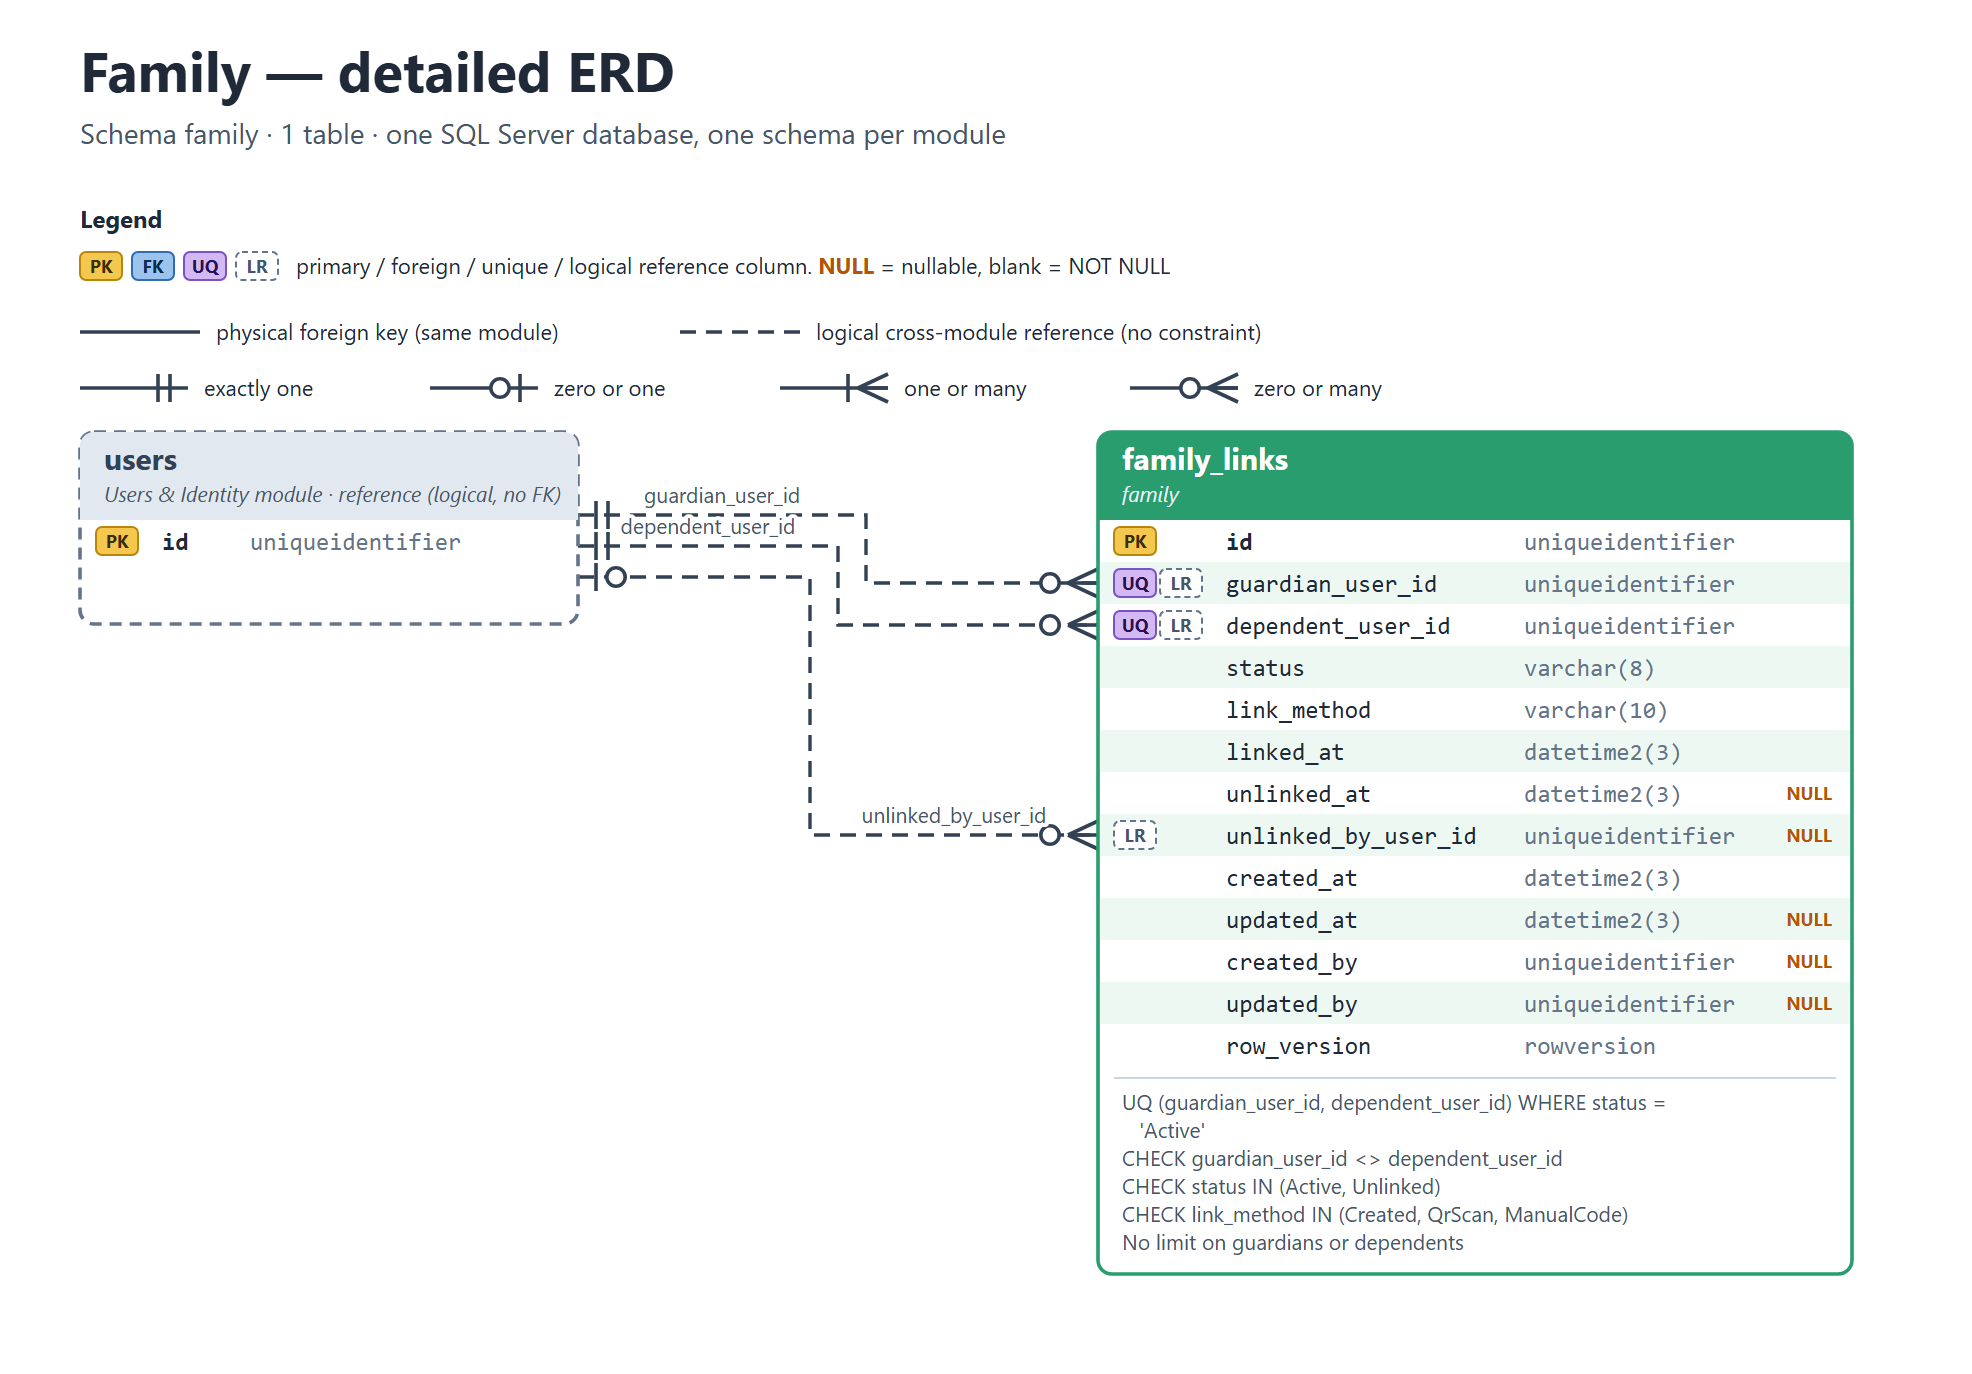 Family — detailed ERD
Schema family · 1 table · one SQL Server database, one schema per module
Legend
PK FK UQ LR primary / foreign / unique / logical reference column. NULL = nullable, blank = NOT NULL
physical foreign key (same module) logical cross-module reference (no constraint)
exactly one zero or one one or many zero or many
users
Users & Identity module · reference (logical, no FK)
PK id uniqueidentifier
guardian_user_id
dependent_user_id
unlinked_by_user_id
family_links
family
PK id uniqueidentifier
UQ LR guardian_user_id uniqueidentifier
UQ LR dependent_user_id uniqueidentifier
status varchar(8)
link_method varchar(10)
linked_at datetime2(3)
unlinked_at datetime2(3) NULL
LR unlinked_by_user_id uniqueidentifier NULL
created_at datetime2(3)
updated_at datetime2(3) NULL
created_by uniqueidentifier NULL
updated_by uniqueidentifier NULL
row_version rowversion
UQ (guardian_user_id, dependent_user_id) WHERE status =
'Active'
CHECK guardian_user_id <> dependent_user_id
CHECK status IN (Active, Unlinked)
CHECK link_method IN (Created, QrScan, ManualCode)
No limit on guardians or dependents